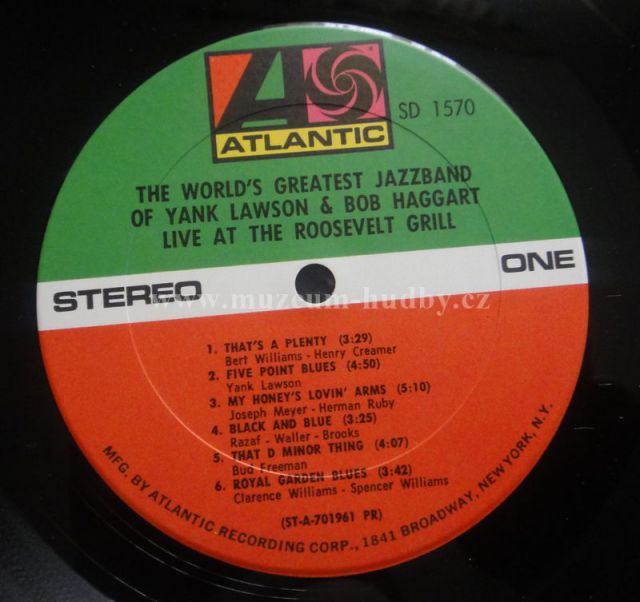 ATLANTIC
SD 1570
THE WORLD'S GREATEST JAZZBAND
OF YANK LAWSON & BOB HAGGART
LIVE AT THE ROOSEVELT GRILL
STEREO
ONE
www.muzeum-hudby.cz
1. THAT'S A PLENTY (3:29)
Bert Williams - Henry Creamer
2. FIVE POINT BLUES (4:50)
Yank Lawson
3. MY HONEY'S LOVIN' ARMS (5:10)
Joseph Meyer - Herman Ruby
4. BLACK AND BLUE (3:25)
Razaf - Waller - Brooks
5. THAT D MINOR THING (4:07)
Bud Freeman
6. ROYAL GARDEN BLUES (3:42)
Clarence Williams - Spencer Williams
(ST-A-701961 PR)
MFG. BY ATLANTIC RECORDING CORP., 1841 BROADWAY, NEW YORK, N.Y.